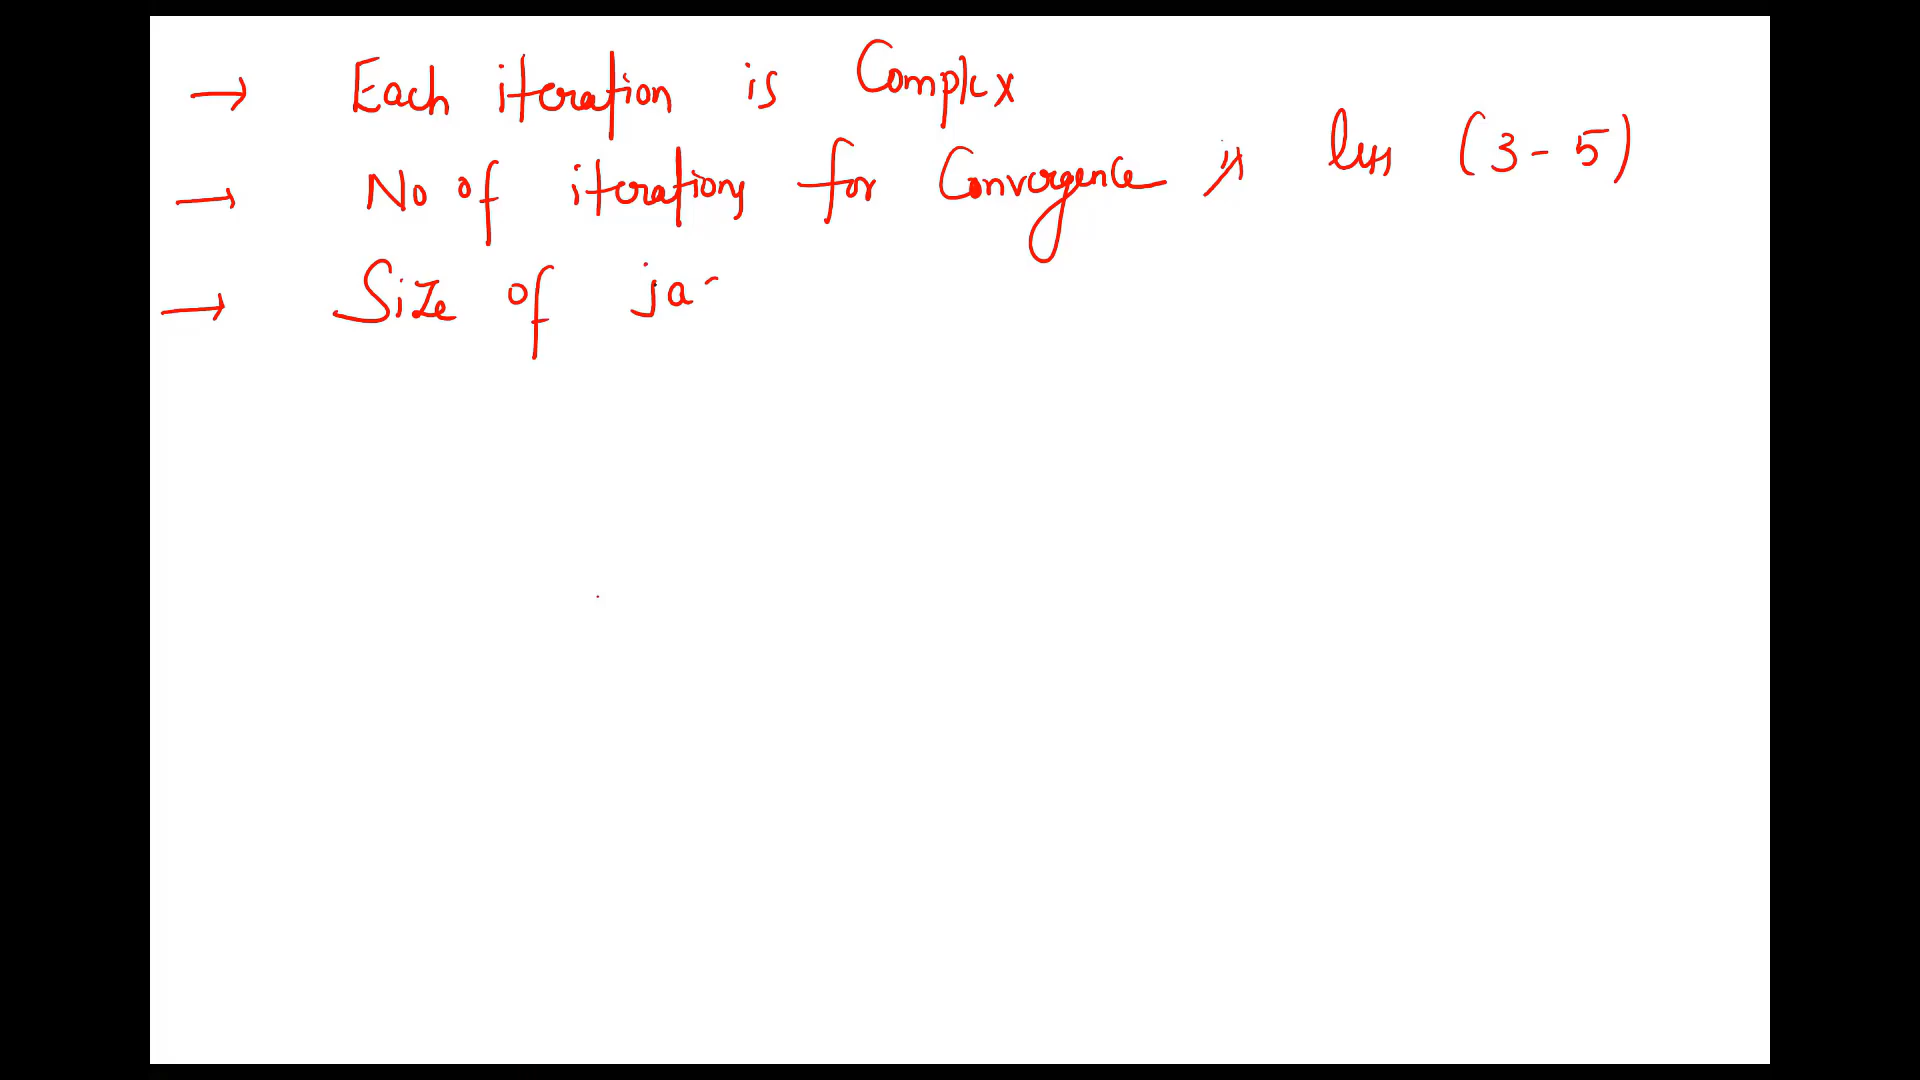 → Each iteration is Complex
→ No of iterations for Convergence is less (3-5)
→ Size of ja